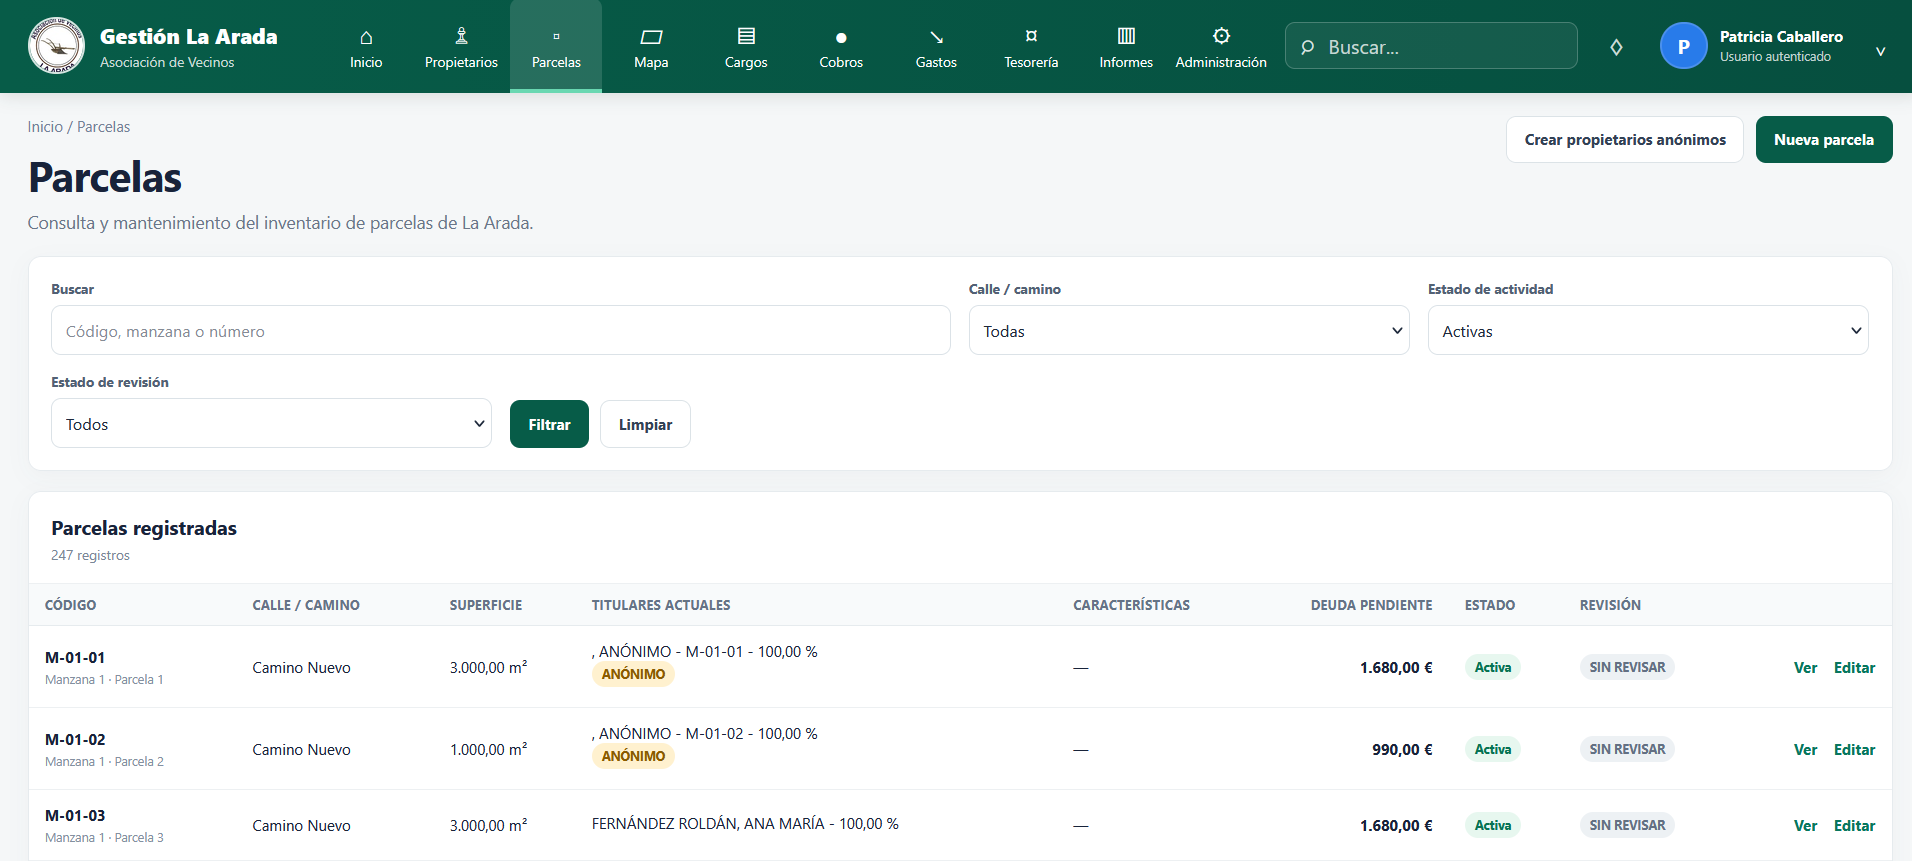 Gestión La Arada
Asociación de Vecinos
Inicio
Propietarios
Parcelas
Mapa
Cargos
Cobros
Gastos
Tesorería
Informes
Administración
Buscar...
P
Patricia Caballero
Usuario autenticado
Inicio / Parcelas
Crear propietarios anónimos
Nueva parcela
Parcelas
Consulta y mantenimiento del inventario de parcelas de La Arada.
Buscar
Calle / camino
Estado de actividad
Código, manzana o número
Todas
Activas
Estado de revisión
Todos
Filtrar
Limpiar
Parcelas registradas
247 registros
CÓDIGO CALLE / CAMINO SUPERFICIE TITULARES ACTUALES CARACTERÍSTICAS DEUDA PENDIENTE ESTADO REVISIÓN
M-01-01
Manzana 1 · Parcela 1
Camino Nuevo
3.000,00 m²
, ANÓNIMO - M-01-01 - 100,00 %
ANÓNIMO
—
1.680,00 €
Activa
SIN REVISAR
Ver Editar
M-01-02
Manzana 1 · Parcela 2
Camino Nuevo
1.000,00 m²
, ANÓNIMO - M-01-02 - 100,00 %
ANÓNIMO
—
990,00 €
Activa
SIN REVISAR
Ver Editar
M-01-03
Manzana 1 · Parcela 3
Camino Nuevo
3.000,00 m²
FERNÁNDEZ ROLDÁN, ANA MARÍA - 100,00 %
—
1.680,00 €
Activa
SIN REVISAR
Ver Editar